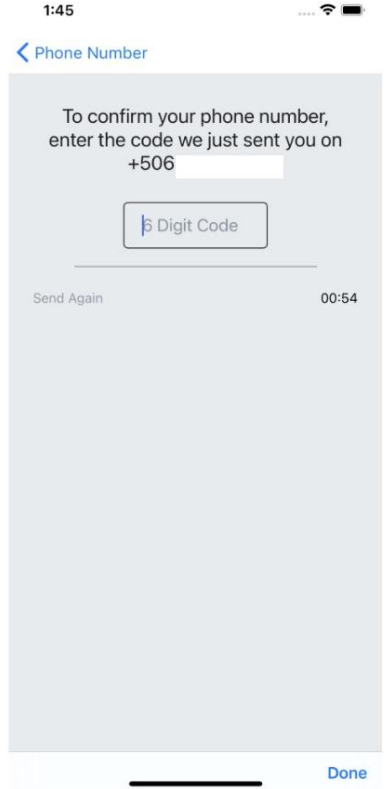 1:45
Phone Number
To confirm your phone number,
enter the code we just sent you on
+506
6 Digit Code
Send Again 00:54
Done